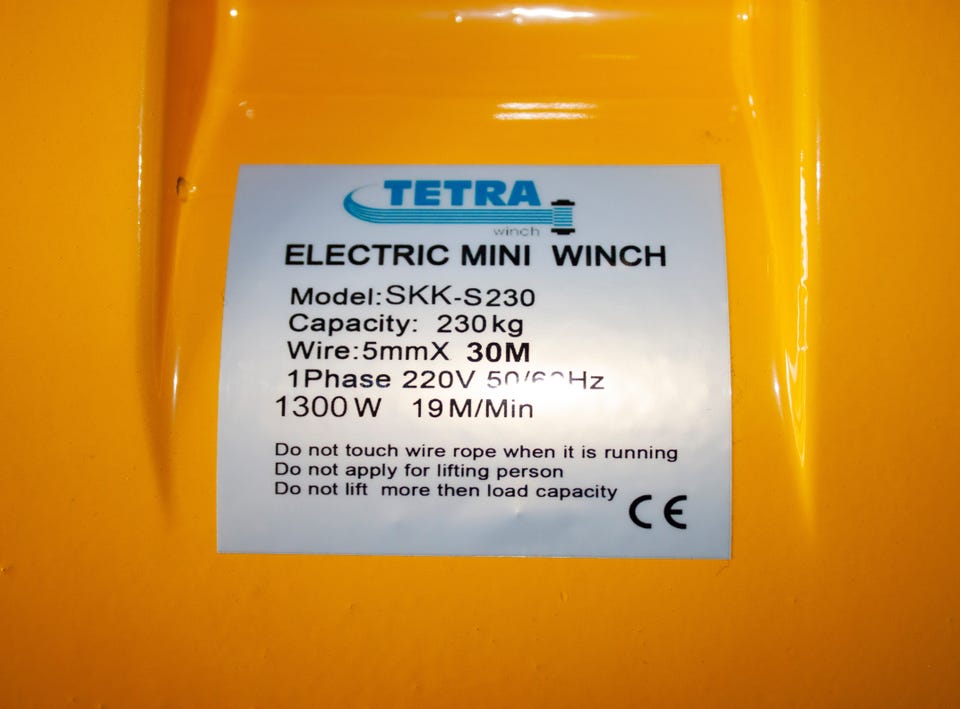 TETRA
winch
ELECTRIC MINI WINCH
Model:SKK-S230
Capacity: 230kg
Wire:5mmX 30M
1Phase 220V 50/60Hz
1300W 19M/Min
Do not touch wire rope when it is running
Do not apply for lifting person
Do not lift more then load capacity
CE